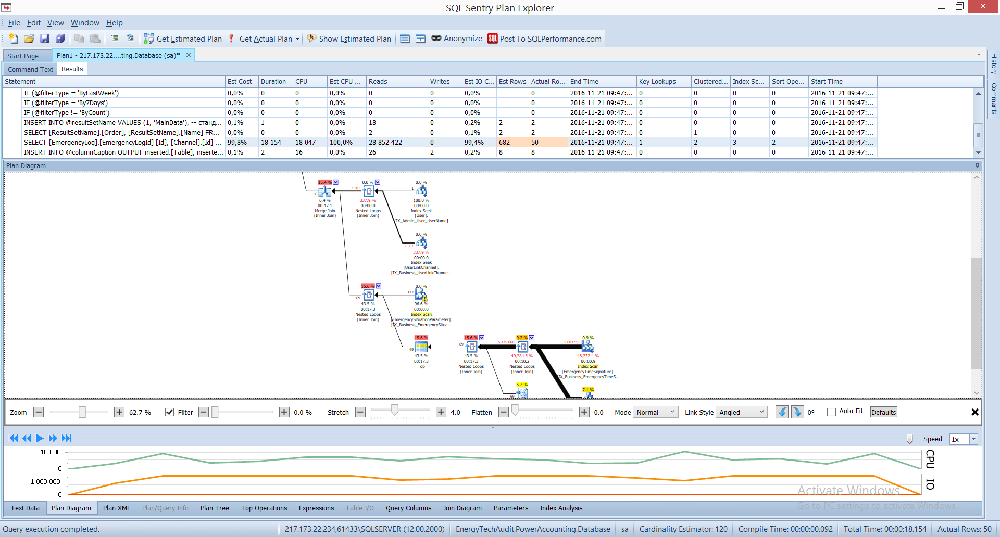 SQL Sentry Plan Explorer
File Edit View Window Help
Get Estimated Plan Get Actual Plan Show Estimated Plan Anonymize SQL Post To SQLPerformance.com
Start Page Plan1 - 217.173.22....ting.Database (sa)*
History
Comments
Command Text Results
Statement Est Cost Duration CPU Est CPU ... Reads Writes Est IO C... Est Rows Actual Ro... End Time Key Lookups Clustered... Index Sc... Sort Ope... Start Time
IF (@filterType = 'ByLastWeek') 0,0% 0 0 0,0% 0 0 0,0% 0 2016-11-21 09:47:... 0 0 0 0 2016-11-21 09:47:...
IF (@filterType = 'By7Days') 0,0% 0 0 0,0% 0 0 0,0% 0 2016-11-21 09:47:... 0 0 0 0 2016-11-21 09:47:...
IF (@filterType != 'ByCount') 0,0% 0 0 0,0% 0 0 0,0% 0 2016-11-21 09:47:... 0 0 0 0 2016-11-21 09:47:...
INSERT INTO @resultSetName VALUES (1, 'MainData'), -- станд... 0,1% 1 0 0,0% 18 0 0,2% 2 2 2016-11-21 09:47:... 0 0 0 0 2016-11-21 09:47:...
SELECT [ResultSetName].[Order], [ResultSetName].[Name] FR... 0,0% 0 0 0,0% 2 0 0,1% 2 2 2016-11-21 09:47:... 0 1 0 0 2016-11-21 09:47:...
SELECT [EmergencyLog].[EmergencyLogId] [Id], [Channel].[Id] ... 99,8% 18 154 18 047 100,0% 28 852 422 0 99,4% 682 50 2016-11-21 09:47:... 1 2 3 2 2016-11-21 09:47:...
INSERT INTO @columnCaption OUTPUT inserted.[Table], inserte... 0,1% 2 16 0,0% 26 2 0,2% 8 8 2016-11-21 09:47:... 0 0 0 0 2016-11-21 09:47:...
Plan Diagram
15.4 % 0.0 % 0.0 %
50 2 581 1
6.4 % 337.9 % 100.0 %
00:17.1 00:00.0 00:00.0
Merge Join Nested Loops Index Seek
(Inner Join) (Inner Join) [User].
[IX_Admin_User_UserName]
0.0 %
2 581
337.9 %
00:00.0
Index Seek
[UserLinkChannel].
[IX_Business_UserLinkChanne...
15.6 % 0.0 %
69 147
43.5 % 96.6 %
00:17.3 00:00.0
Nested Loops Index Scan
(Inner Join) [EmergencySituationParameter].
[IX_Business_EmergencySitua...
15.6 % 15.6 % 9.2 % 0.9 %
69 69 5 135 060 5 683 955
43.5 % 43.5 % 49,284.5 % 48,232.4 %
00:17.3 00:17.3 00:10.2 00:00.9
Top Nested Loops Nested Loops Index Scan
(Inner Join) (Inner Join) [EmergencyTimeSignature].
[IX_Business_EmergencyTimeS...
5.2 % 7.1 %
69
Zoom 62.7 % Filter 0.0 % Stretch 4.0 Flatten 0.0 Mode Normal Link Style Angled 0° Auto-Fit Defaults
Speed 1x
10 000
0
CPU
1 000 000
0
IO
Activate Windows
Go to PC settings to activate Windows.
Text Data Plan Diagram Plan XML Plan/Query Info Plan Tree Top Operations Expressions Table I/O Query Columns Join Diagram Parameters Index Analysis
Query execution completed. 217.173.22.234,61433\SQLSERVER (12.00.2000) EnergyTechAudit.PowerAccounting.Database sa Cardinality Estimator: 120 Compile Time: 00:00:00.092 Total Time: 00:00:18.154 Actual Rows: 50